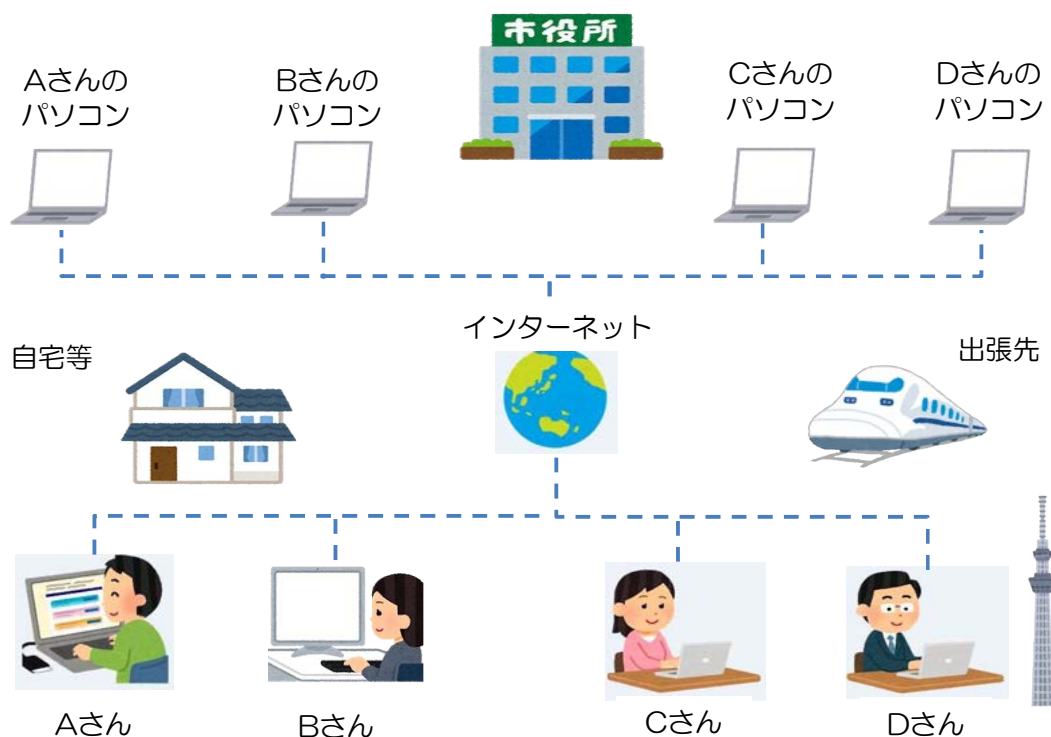 市役所
Aさんの
パソコン
Bさんの
パソコン
Cさんの
パソコン
Dさんの
パソコン
インターネット
自宅等
出張先
Aさん
Bさん
Cさん
Dさん